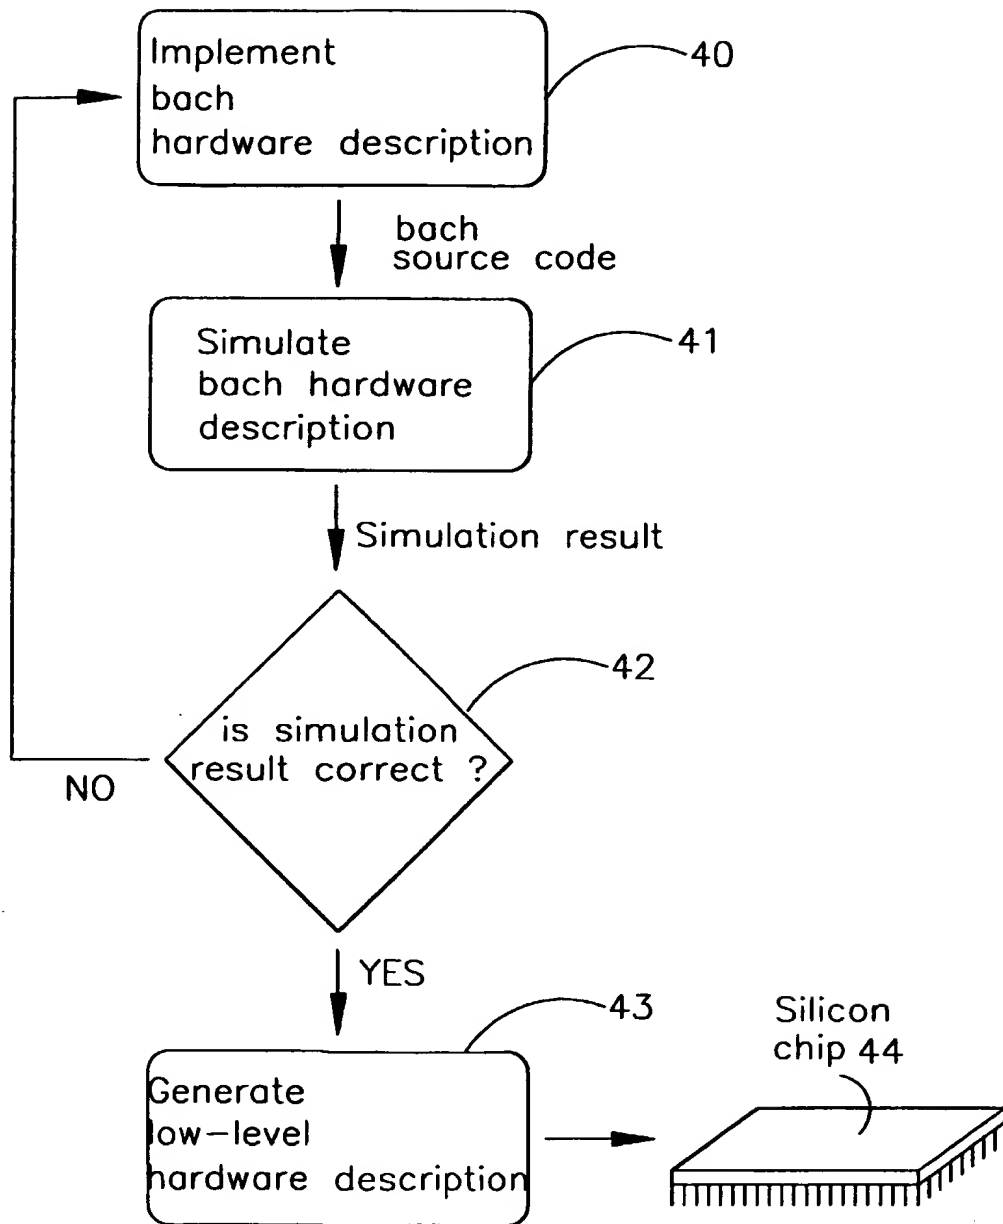 Implement
bach
hardware description
40
bach
source code
Simulate
bach hardware
description
41
Simulation result
42
is simulation
result correct ?
NO
YES
43
Generate
low-level
hardware description
Silicon
chip 44